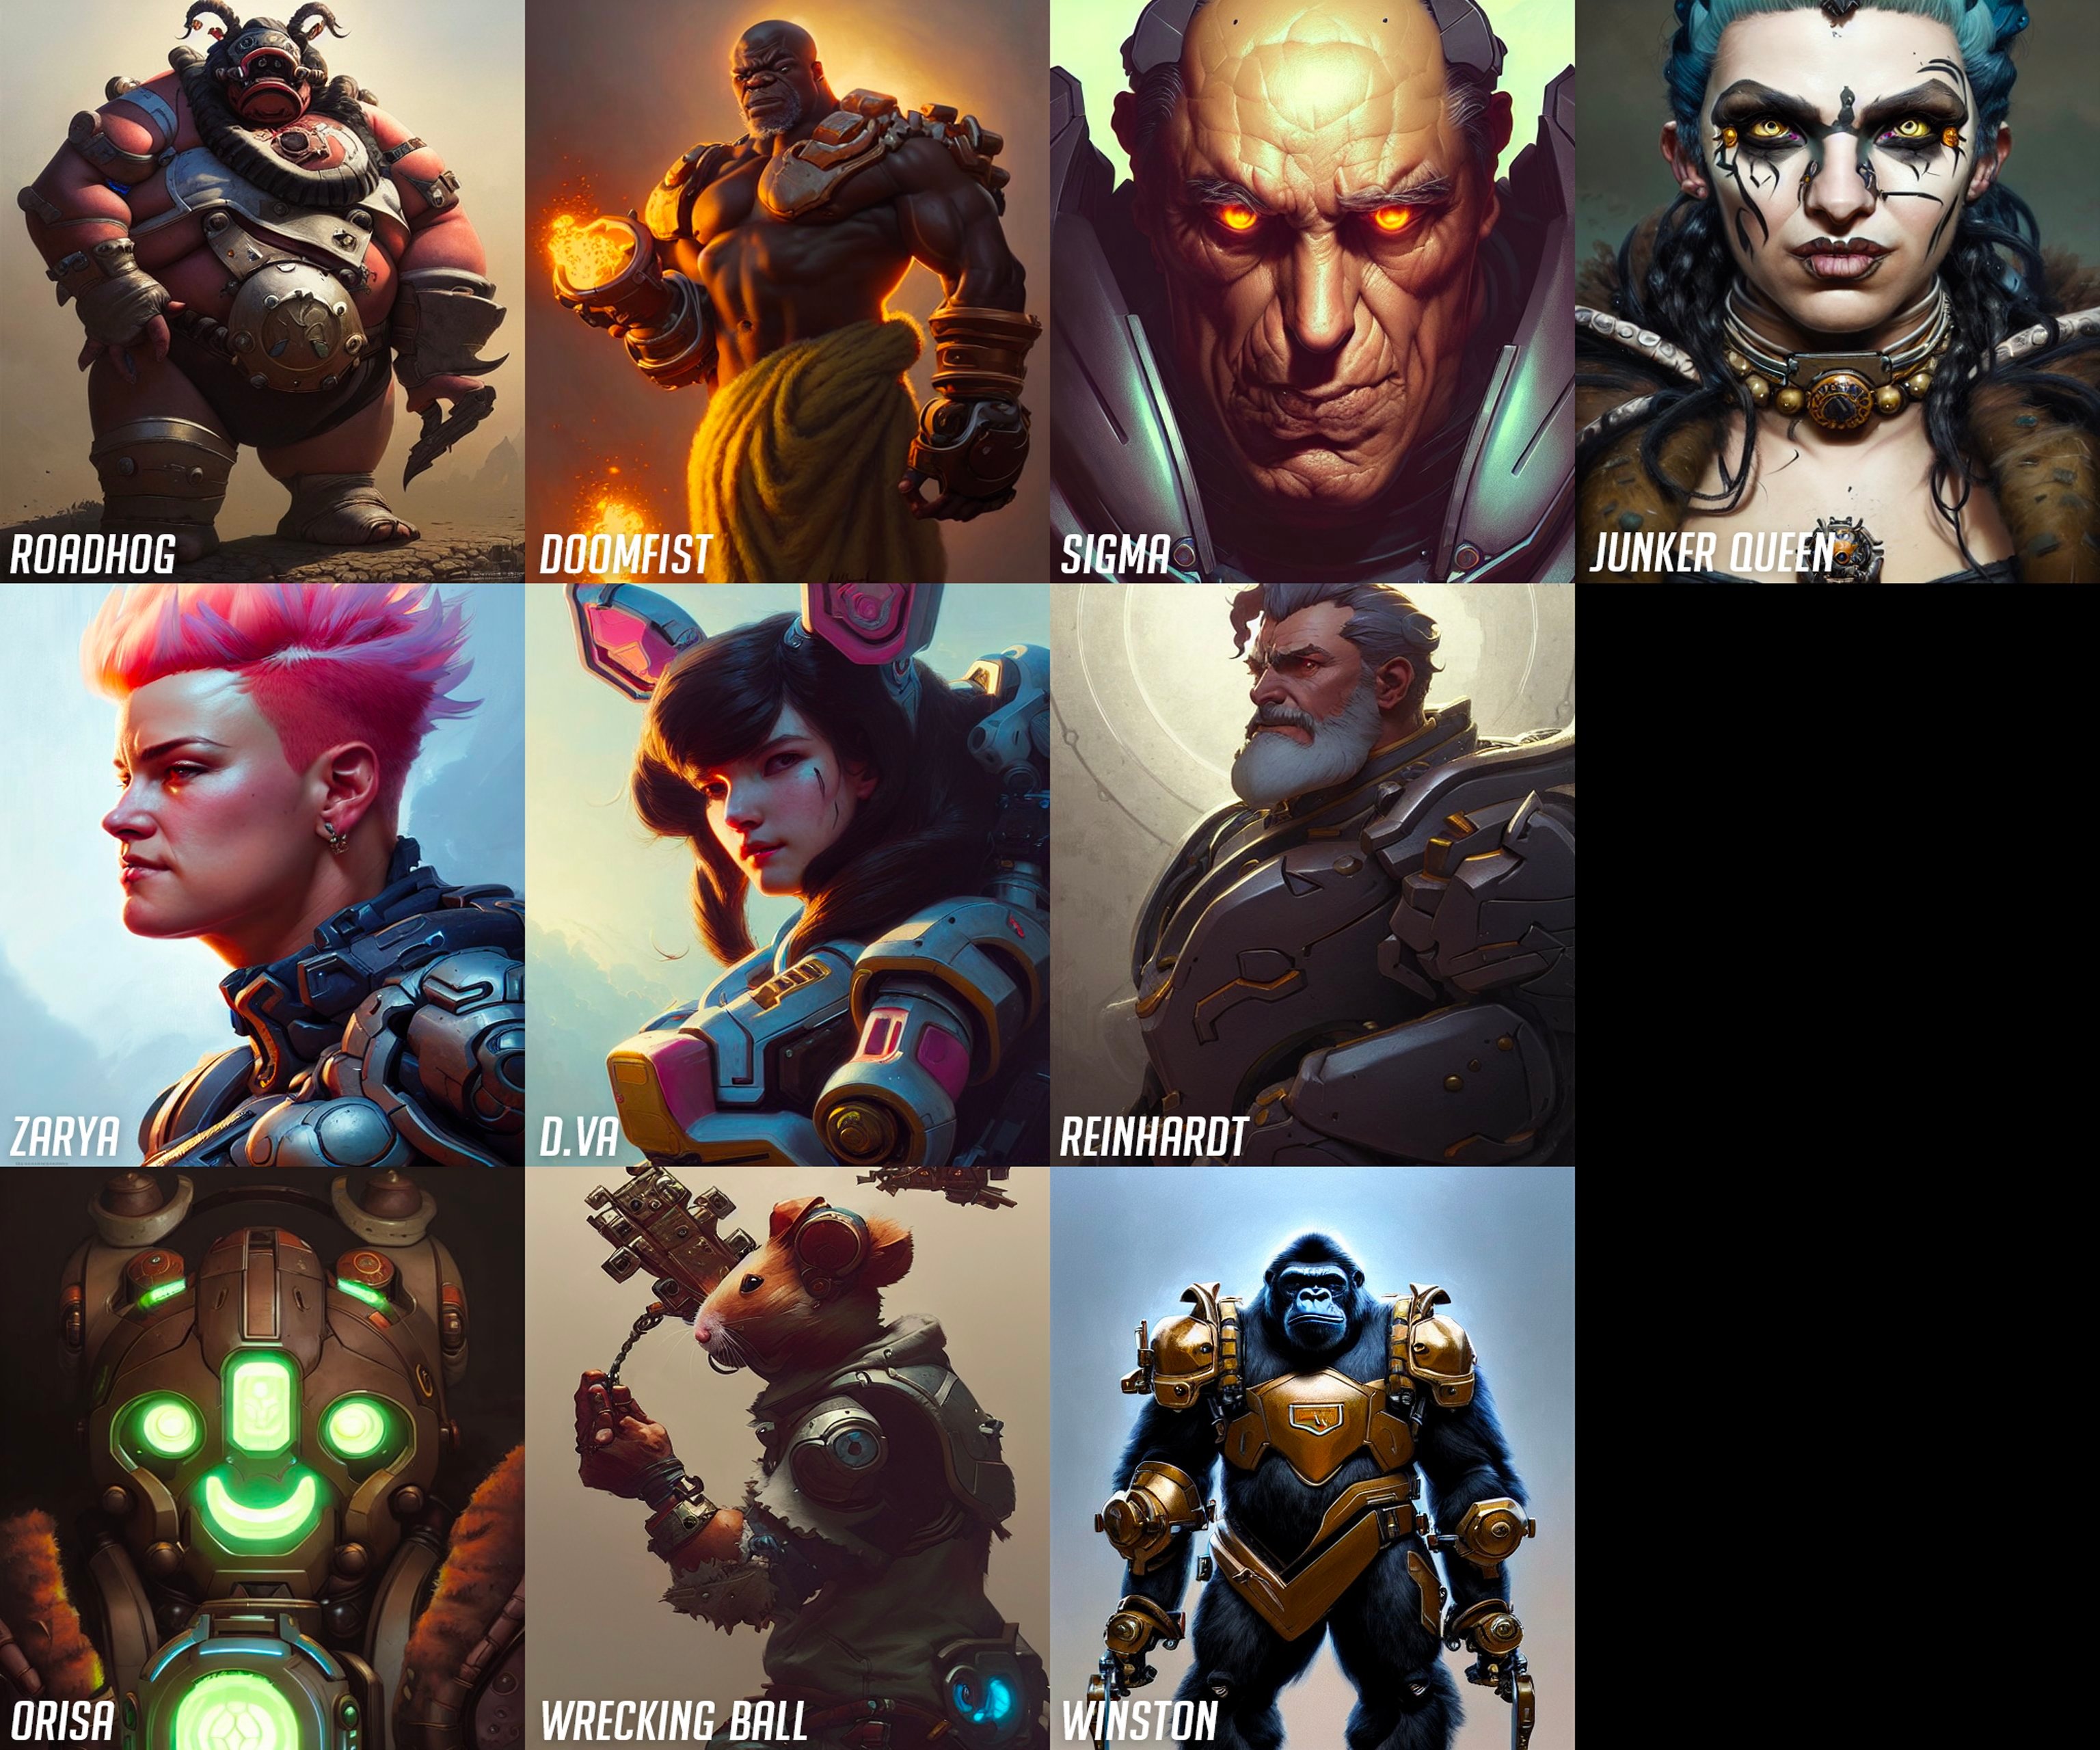 ROADHOG
DOOMFIST
SIGMA
JUNKER QUEEN
ZARYA
D.VA
REINHARDT
ORISA
WRECKING BALL
WINSTON